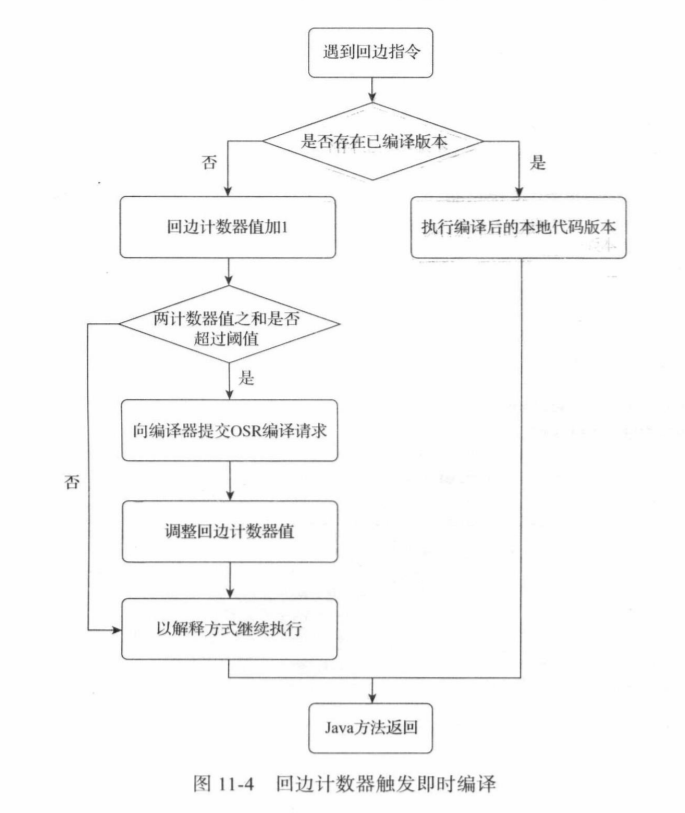 遇到回边指令
是否存在已编译版本
否
是
回边计数器值加1
执行编译后的本地代码版本
两计数器值之和是否
超过阈值
是
向编译器提交OSR编译请求
否
调整回边计数器值
以解释方式继续执行
Java方法返回
图 11-4 回边计数器触发即时编译